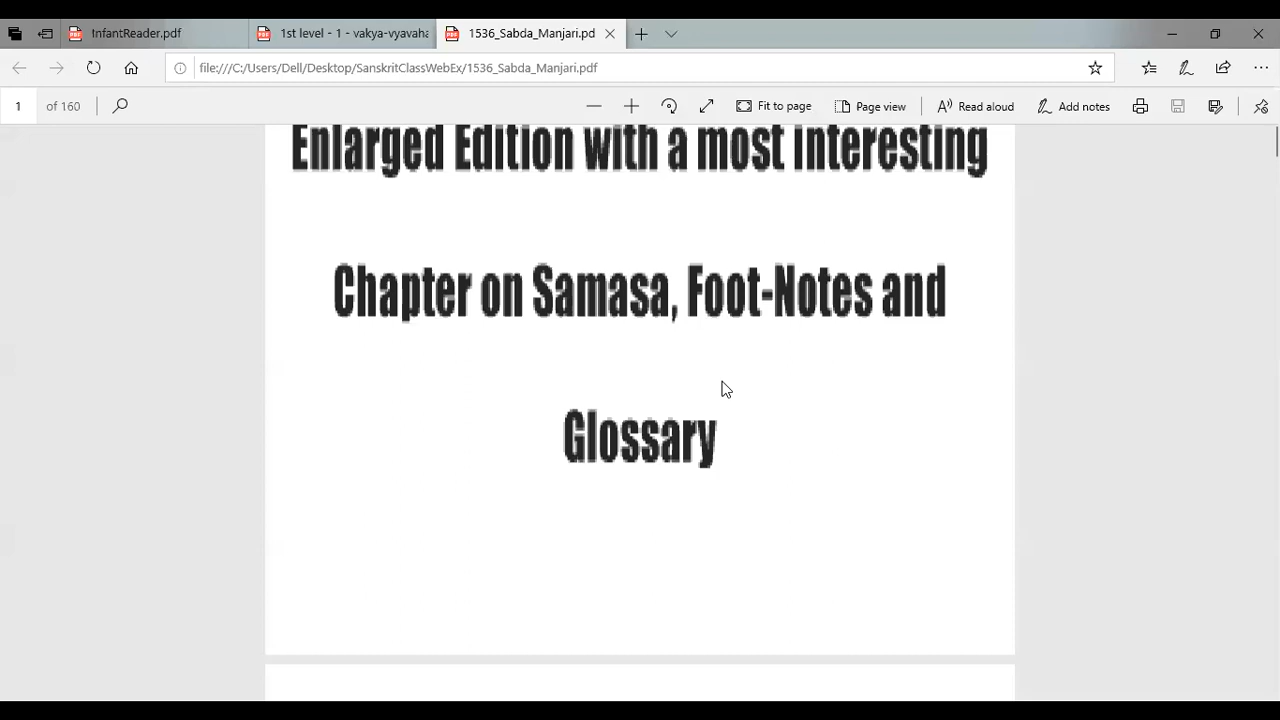 InfantReader.pdf
1st level - 1 - vakya-vyavaha
1536_Sabda_Manjari.pd
file:///C:/Users/Dell/Desktop/SanskritClassWebEx/1536_Sabda_Manjari.pdf
1 of 160
Fit to page
Page view
Read aloud
Add notes
Enlarged Edition with a most Interesting
Chapter on Samasa, Foot-Notes and
Glossary